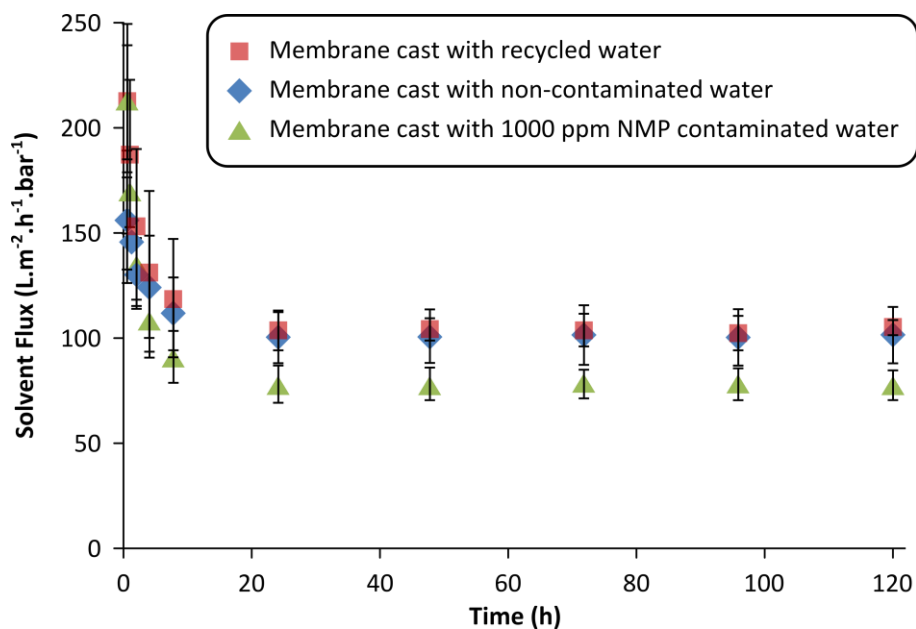 250
200
150
100
50
0
0 20 40 60 80 100 120
Solvent Flux (L.m⁻².h⁻¹.bar⁻¹)
Time (h)
Membrane cast with recycled water
Membrane cast with non-contaminated water
Membrane cast with 1000 ppm NMP contaminated water